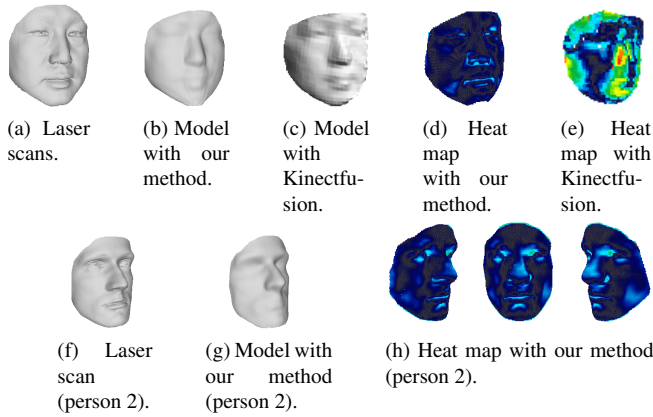 (a) Laser
scans.
(b) Model
with our
method.
(c) Model
with
Kinectfu-
sion.
(d) Heat
map
with our
method.
(e) Heat
map with
Kinectfu-
sion.
(f) Laser
scan
(person 2).
(g) Model with
our method
(person 2).
(h) Heat map with our method
(person 2).